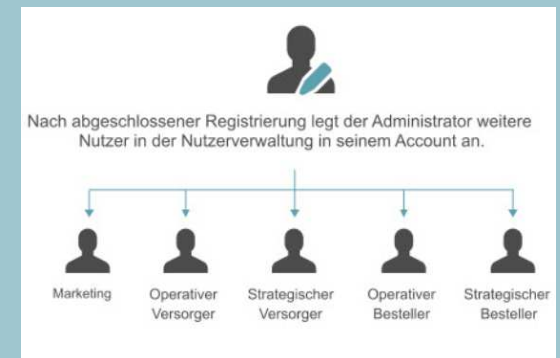 Nach abgeschlossener Registrierung legt der Administrator weitere
Nutzer in der Nutzerverwaltung in seinem Account an.
Marketing
Operativer
Versorger
Strategischer
Versorger
Operativer
Besteller
Strategischer
Besteller